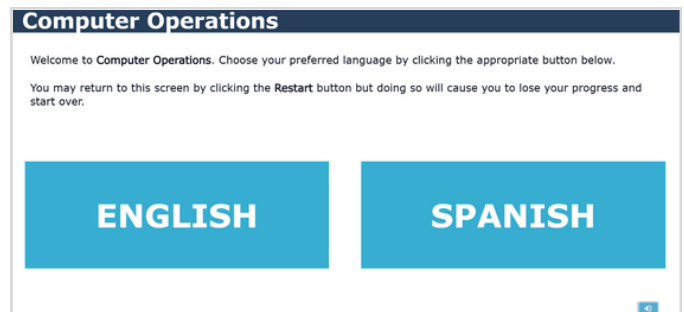 Computer Operations
Welcome to Computer Operations. Choose your preferred language by clicking the appropriate button below.
You may return to this screen by clicking the Restart button but doing so will cause you to lose your progress and
start over.
ENGLISH
SPANISH